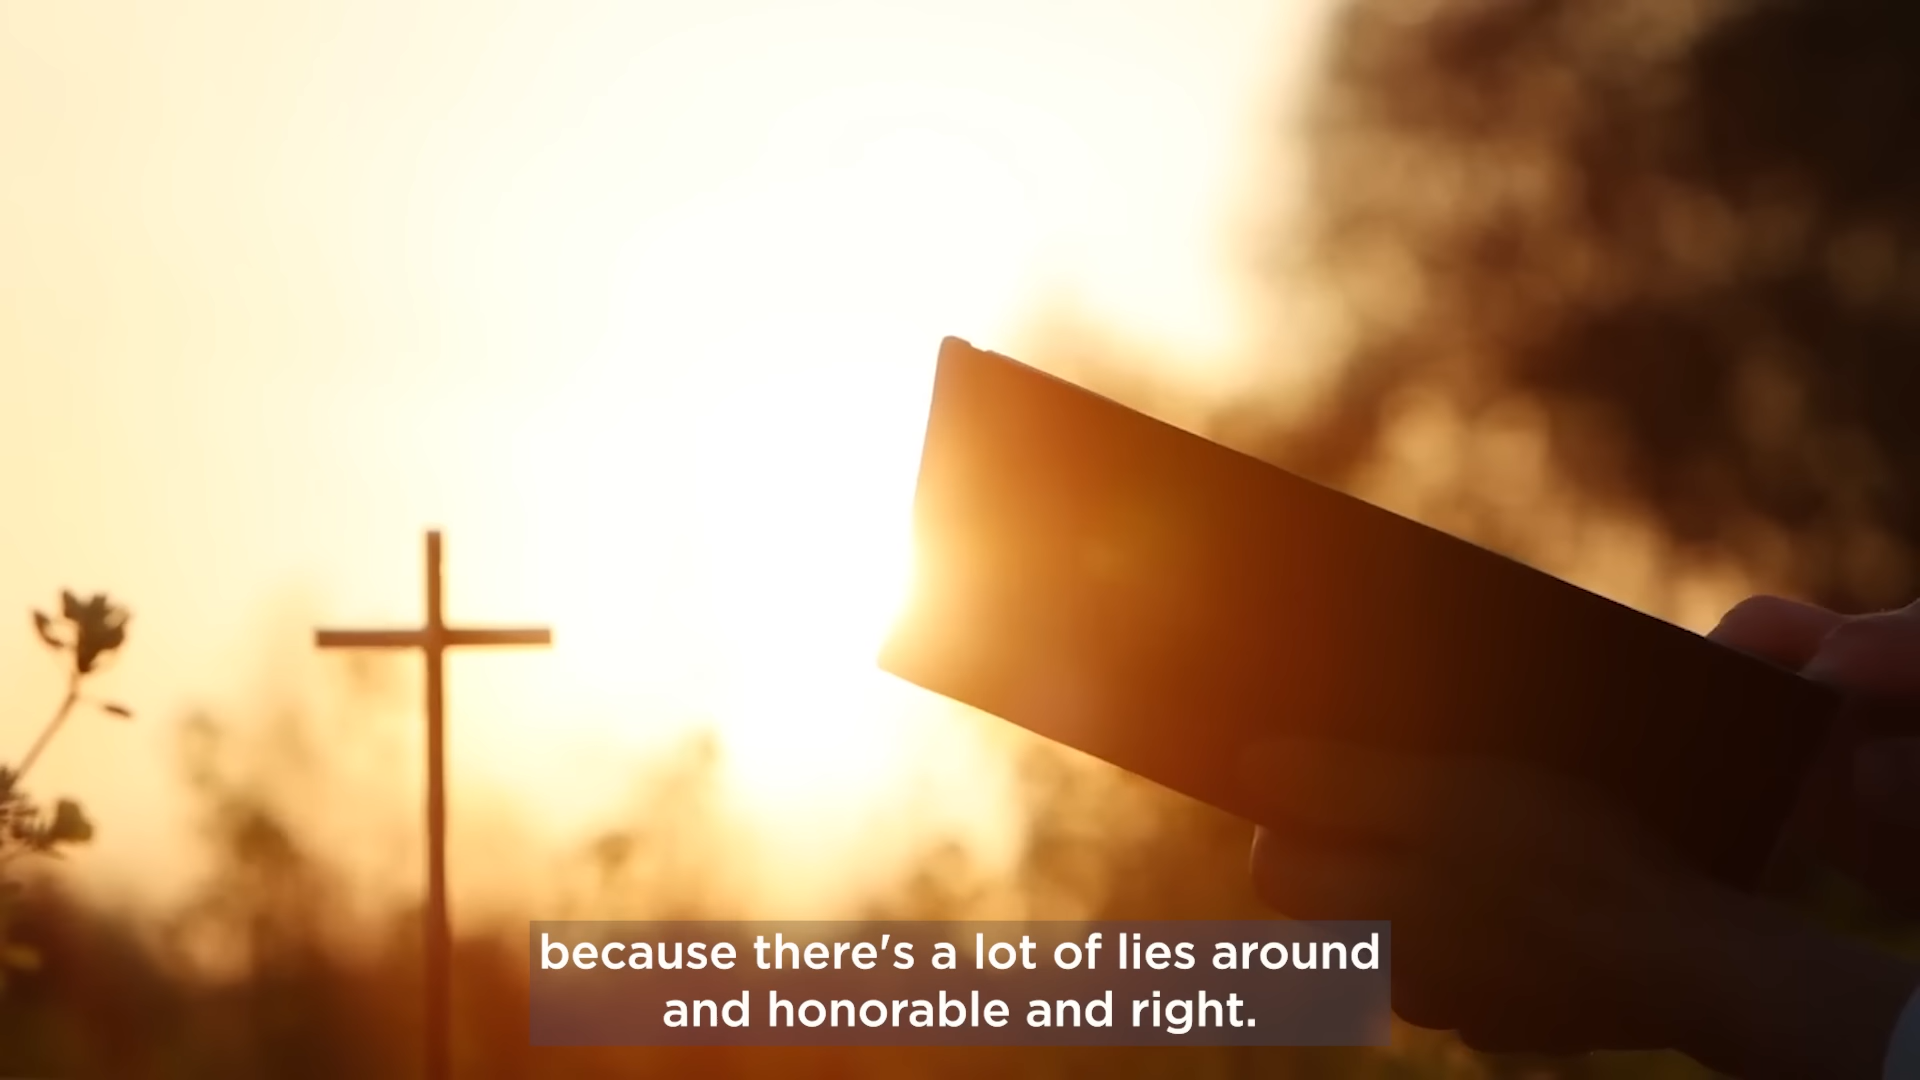 because there's a lot of lies around
and honorable and right.